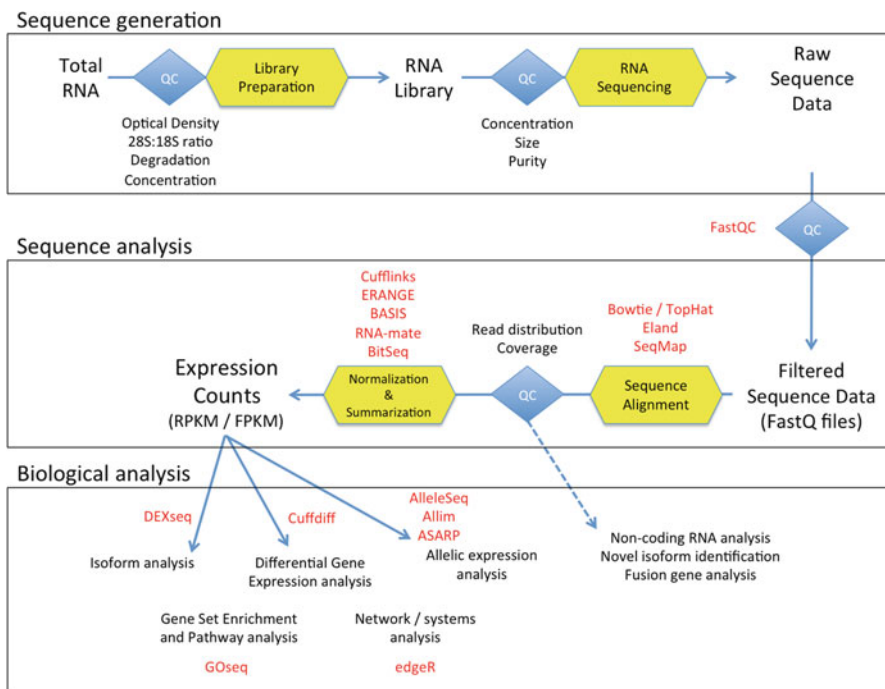 Sequence generation
Total
RNA
QC
Library
Preparation
RNA
Library
QC
RNA
Sequencing
Raw
Sequence
Data
Optical Density
28S:18S ratio
Degradation
Concentration
Concentration
Size
Purity
FastQC
QC
Sequence analysis
Cufflinks
ERANGE
BASIS
RNA-mate
BitSeq
Read distribution
Coverage
Bowtie / TopHat
Eland
SeqMap
Expression
Counts
(RPKM / FPKM)
Normalization
&
Summarization
QC
Sequence
Alignment
Filtered
Sequence Data
(FastQ files)
Biological analysis
DEXseq
Isoform analysis
Cuffdiff
Differential Gene
Expression analysis
AlleleSeq
Allim
ASARP
Allelic expression
analysis
Non-coding RNA analysis
Novel isoform identification
Fusion gene analysis
Gene Set Enrichment
and Pathway analysis
GOseq
Network / systems
analysis
edgeR